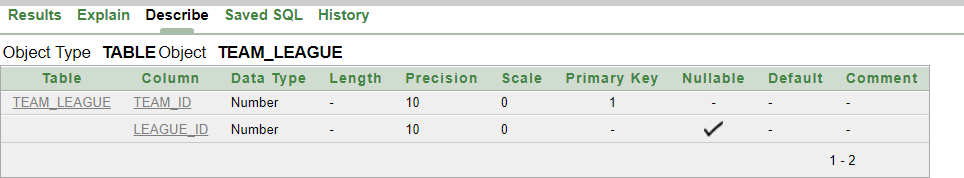 Results Explain Describe Saved SQL History
Object Type TABLE Object TEAM_LEAGUE
Table Column Data Type Length Precision Scale Primary Key Nullable Default Comment
TEAM_LEAGUE TEAM_ID Number - 10 0 1 - - -
LEAGUE_ID Number - 10 0 - ✓ - -
1 - 2